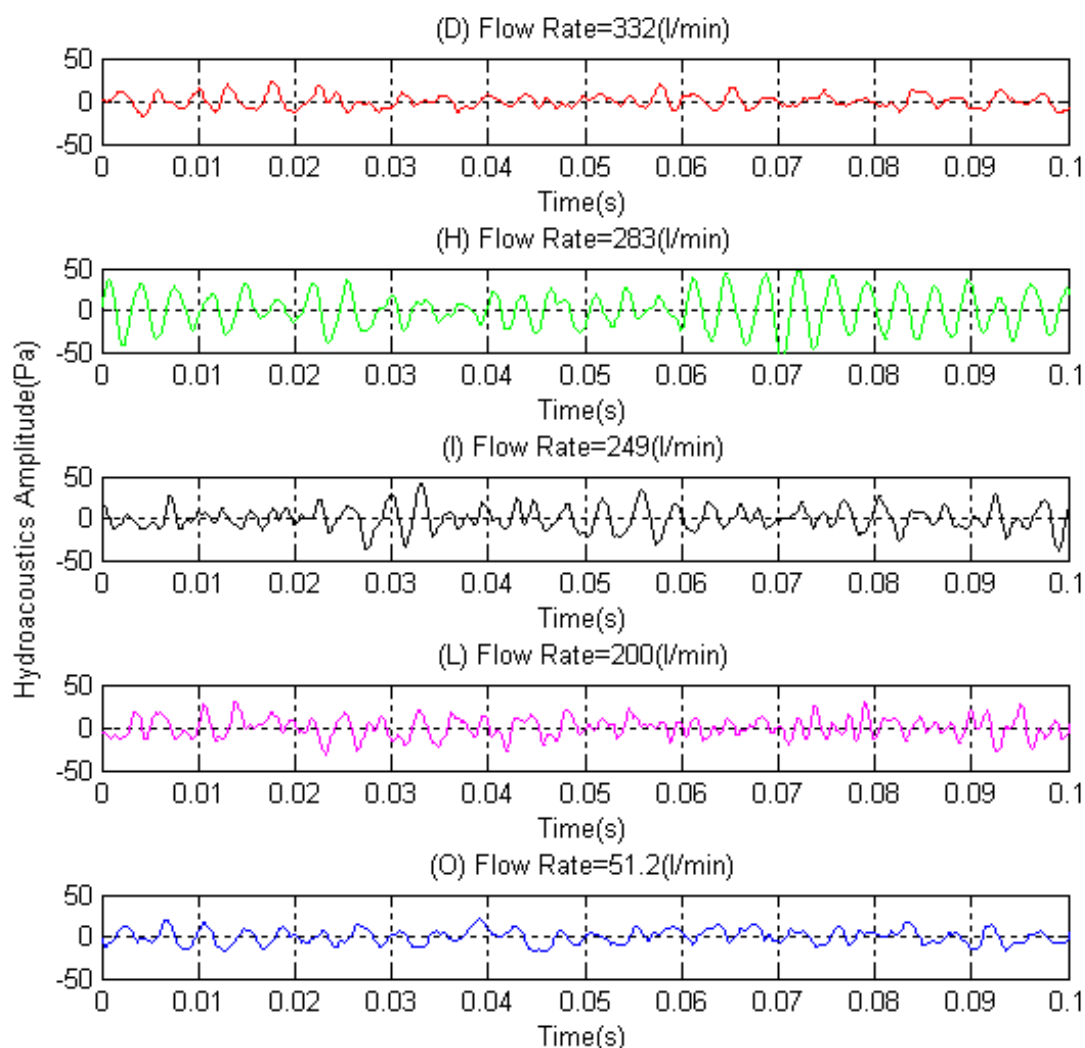 (D) Flow Rate=332(l/min)
50
0
-50
0 0.01 0.02 0.03 0.04 0.05 0.06 0.07 0.08 0.09 0.1
Time(s)
(H) Flow Rate=283(l/min)
50
0
-50
0 0.01 0.02 0.03 0.04 0.05 0.06 0.07 0.08 0.09 0.1
Time(s)
Hydroacoustics Amplitude(Pa)
(I) Flow Rate=249(l/min)
50
0
-50
0 0.01 0.02 0.03 0.04 0.05 0.06 0.07 0.08 0.09 0.1
Time(s)
(L) Flow Rate=200(l/min)
50
0
-50
0 0.01 0.02 0.03 0.04 0.05 0.06 0.07 0.08 0.09 0.1
Time(s)
(O) Flow Rate=51.2(l/min)
50
0
-50
0 0.01 0.02 0.03 0.04 0.05 0.06 0.07 0.08 0.09 0.1
Time(s)